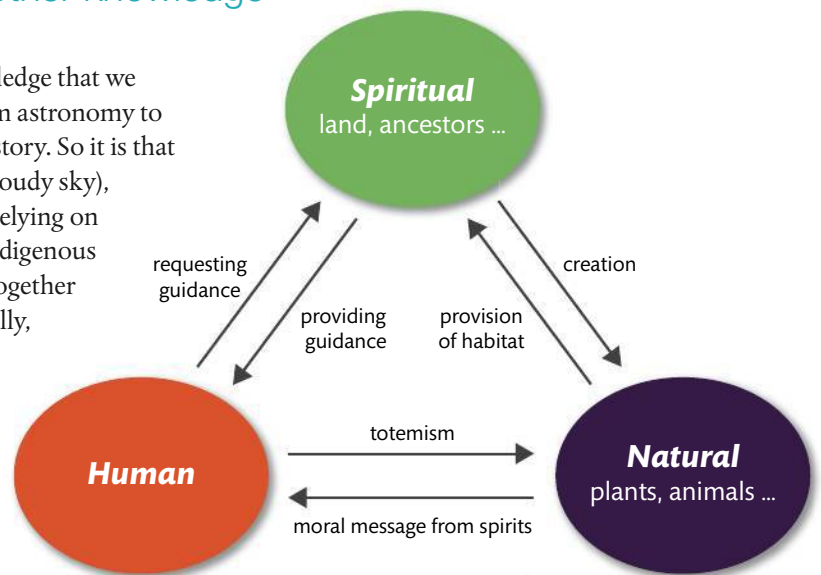 Knowledge
ledge that we
astronomy to
story. So it is that
oudy sky),
elying on
digenous
ogether
lly,
Spiritual
land, ancestors ...
requesting
guidance
providing
guidance
provision
of habitat
creation
Human
totemism
moral message from spirits
Natural
plants, animals ...